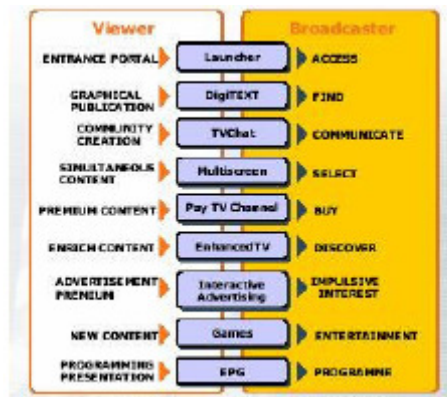 Viewer Broadcaster
ENTRANCE PORTAL Launcher ACCESS
GRAPHICAL
PUBLICATION DigiTEXT FIND
COMMUNITY
CREATION TVChat COMMUNICATE
SIMULTANEOUS
CONTENT Multiscreen SELECT
PREMIUM CONTENT Pay TV Channel BUY
ENRICH CONTENT EnhancedTV DISCOVER
ADVERTISEMENT
PREMIUM
Interactive
Advertising
IMPULSIVE
INTEREST
NEW CONTENT Games ENTERTAINMENT
PROGRAMMING
PRESENTATION EPG PROGRAMME